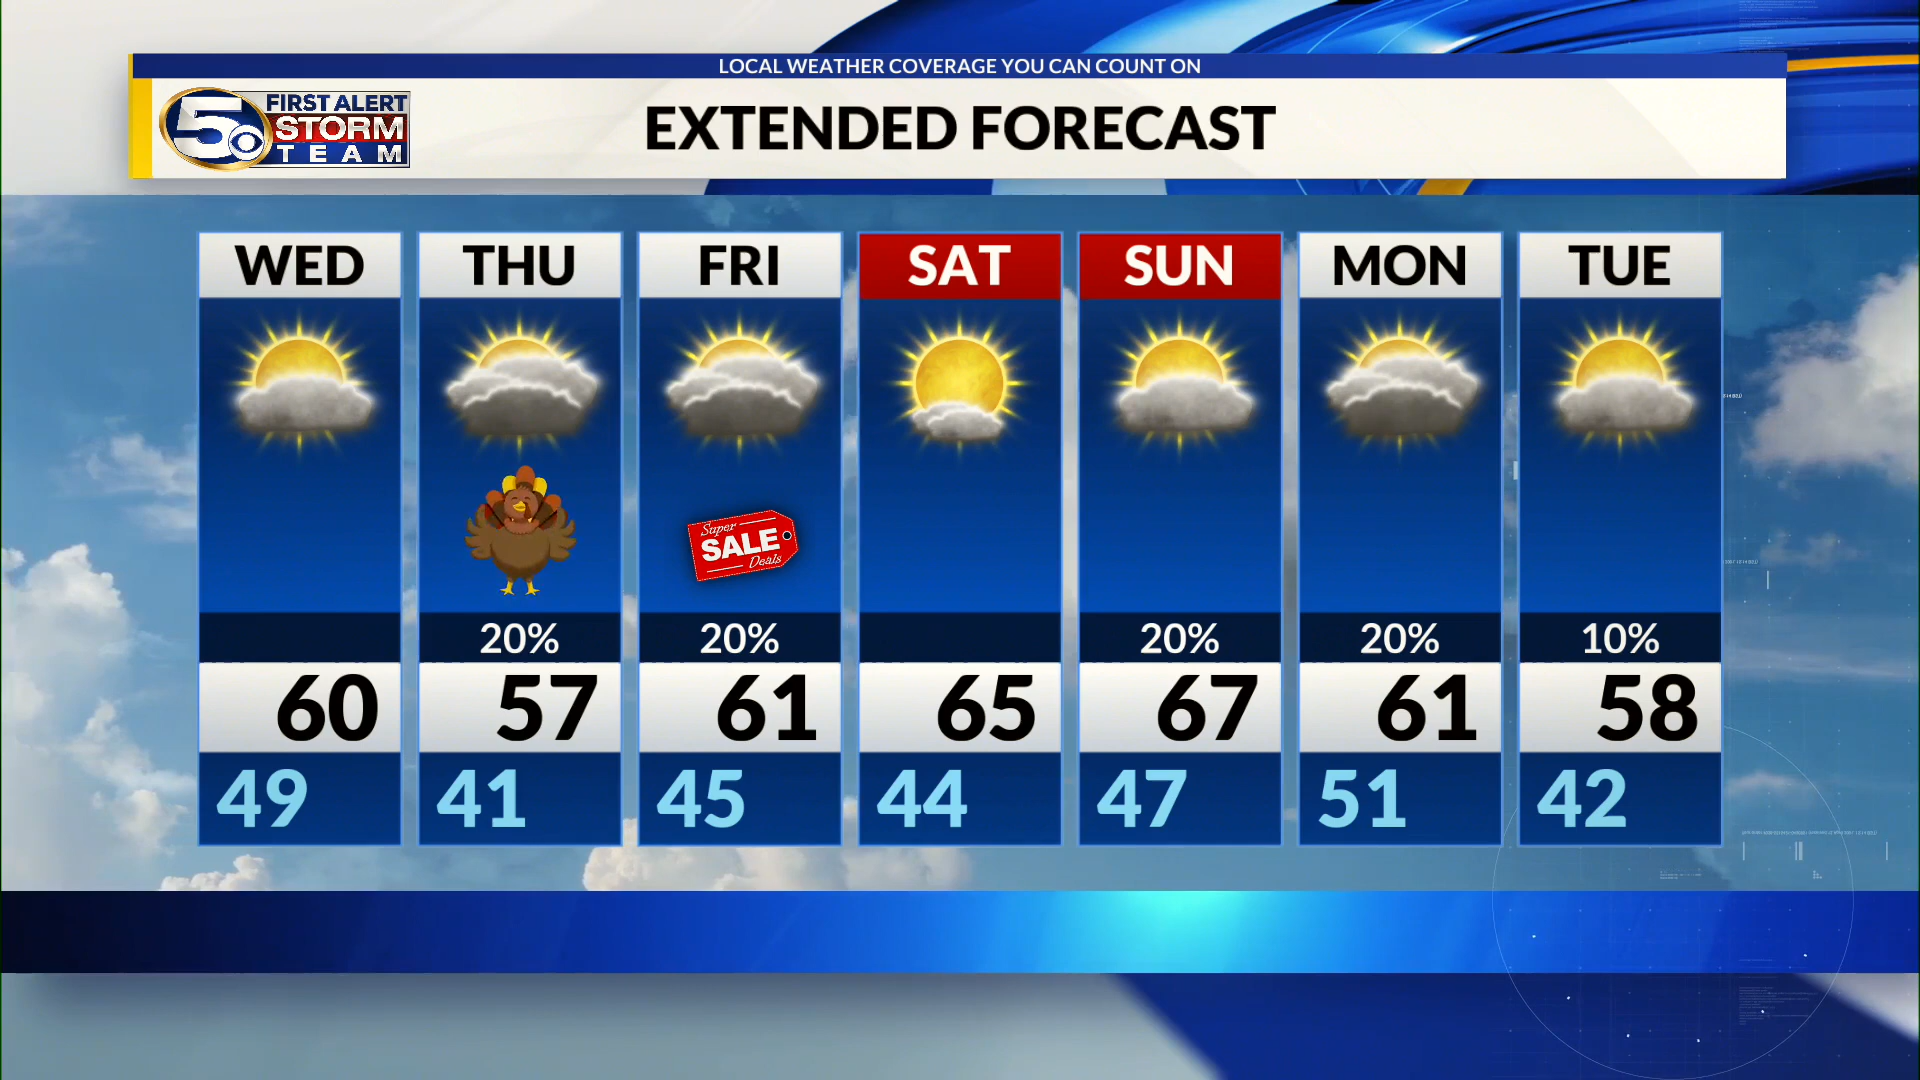 LOCAL WEATHER COVERAGE YOU CAN COUNT ON
5 FIRST ALERT
STORM
TEAM
EXTENDED FORECAST
WED THU FRI SAT SUN MON TUE
Super
SALE
Deals
20% 20% 20% 20% 10%
60 57 61 65 67 61 58
49 41 45 44 47 51 42